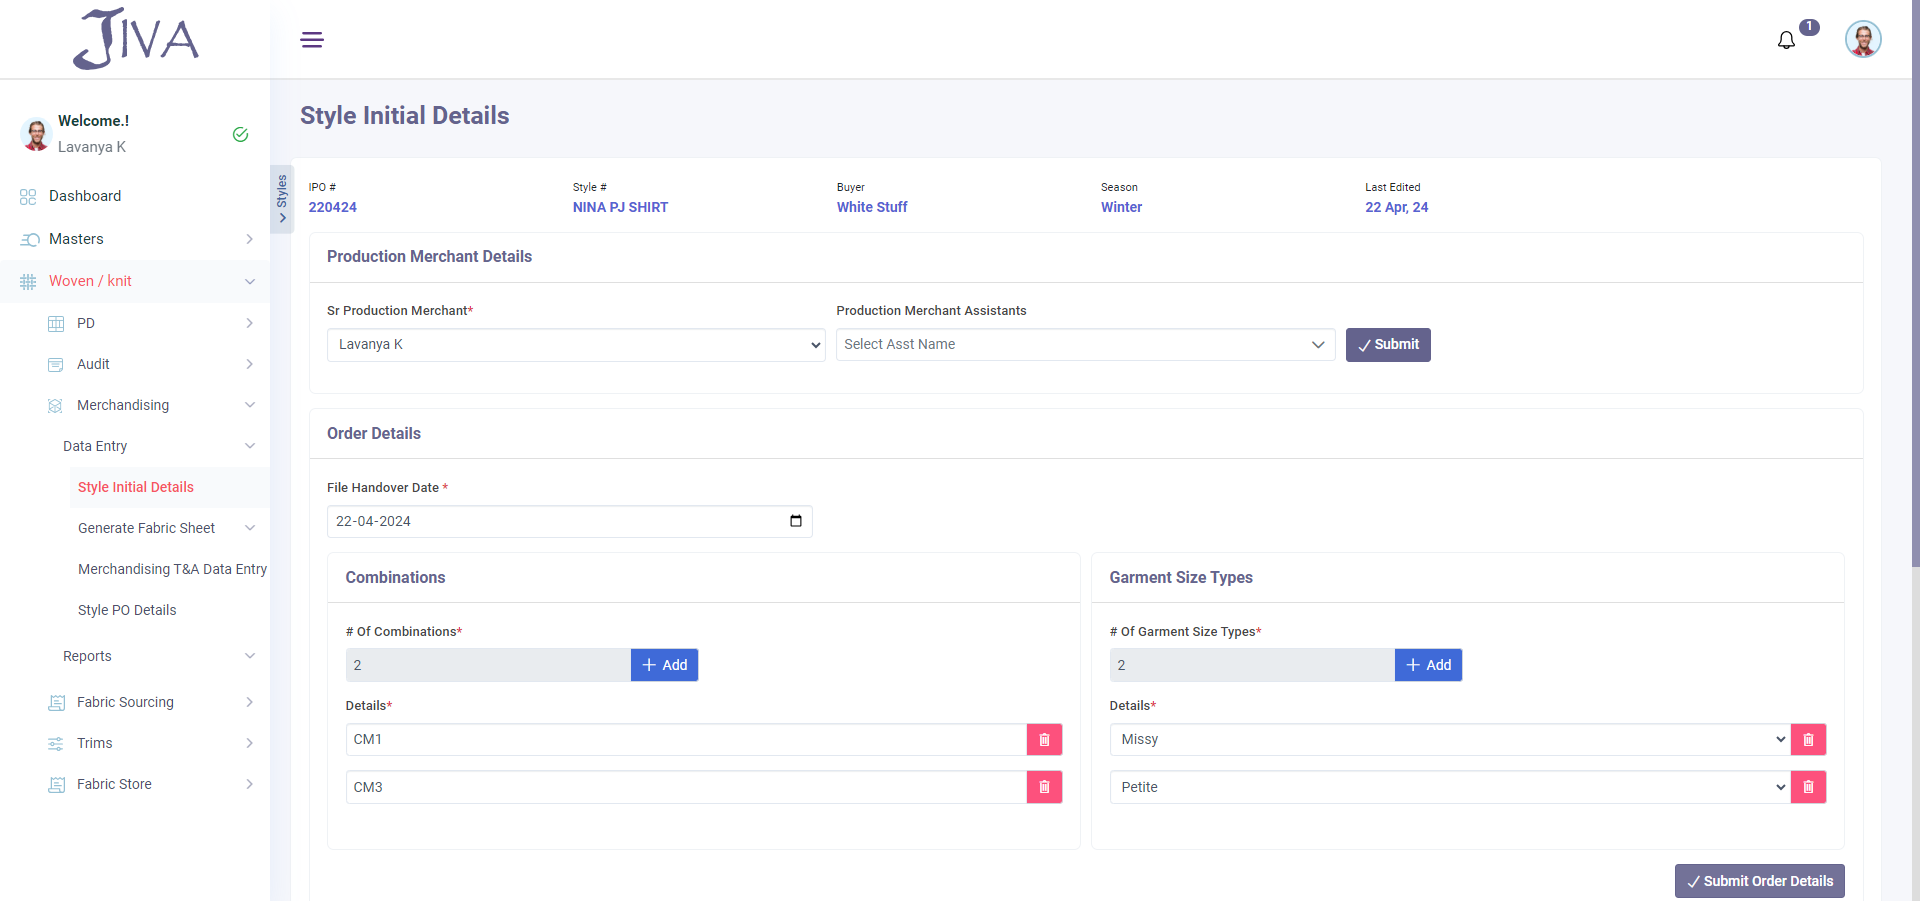 JIVA
1
Welcome.!
Lavanya K
Dashboard
Masters
Woven / knit
PD
Audit
Merchandising
Data Entry
Style Initial Details
Generate Fabric Sheet
Merchandising T&A Data Entry
Style PO Details
Reports
Fabric Sourcing
Trims
Fabric Store
Styles
Style Initial Details
IPO # Style # Buyer Season Last Edited
220424 NINA PJ SHIRT White Stuff Winter 22 Apr, 24
Production Merchant Details
Sr Production Merchant* Production Merchant Assistants
Lavanya K Select Asst Name Submit
Order Details
File Handover Date *
22-04-2024
Combinations
# Of Combinations*
2 Add
Details*
CM1
CM3
Garment Size Types
# Of Garment Size Types*
2 Add
Details*
Missy
Petite
Submit Order Details